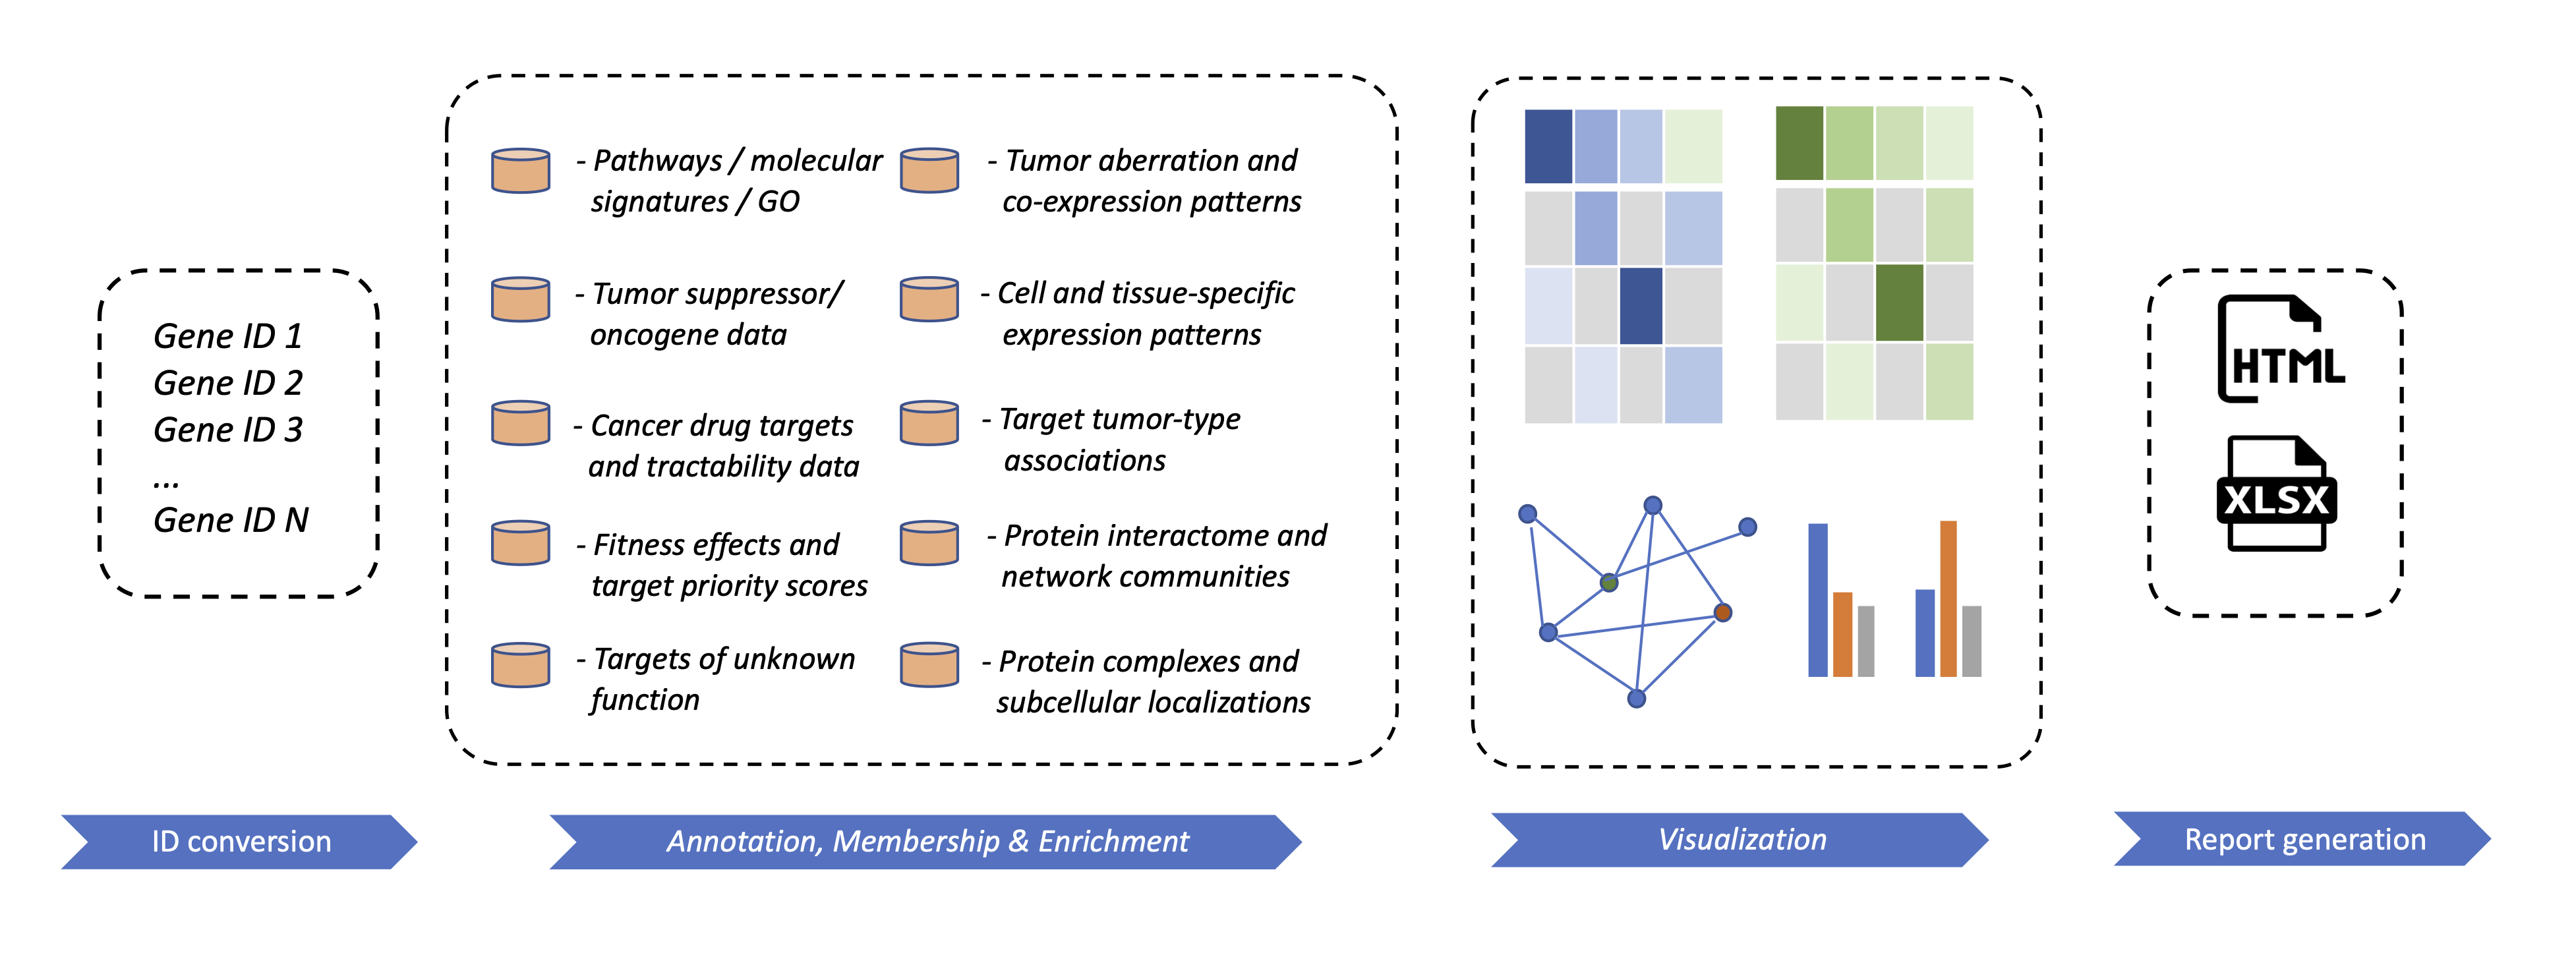 Gene ID 1
Gene ID 2
Gene ID 3
...
Gene ID N
- Pathways / molecular
signatures / GO
- Tumor suppressor/
oncogene data
- Cancer drug targets
and tractability data
- Fitness effects and
target priority scores
- Targets of unknown
function
- Tumor aberration and
co-expression patterns
- Cell and tissue-specific
expression patterns
- Target tumor-type
associations
- Protein interactome and
network communities
- Protein complexes and
subcellular localizations
HTML
XLSX
ID conversion
Annotation, Membership & Enrichment
Visualization
Report generation